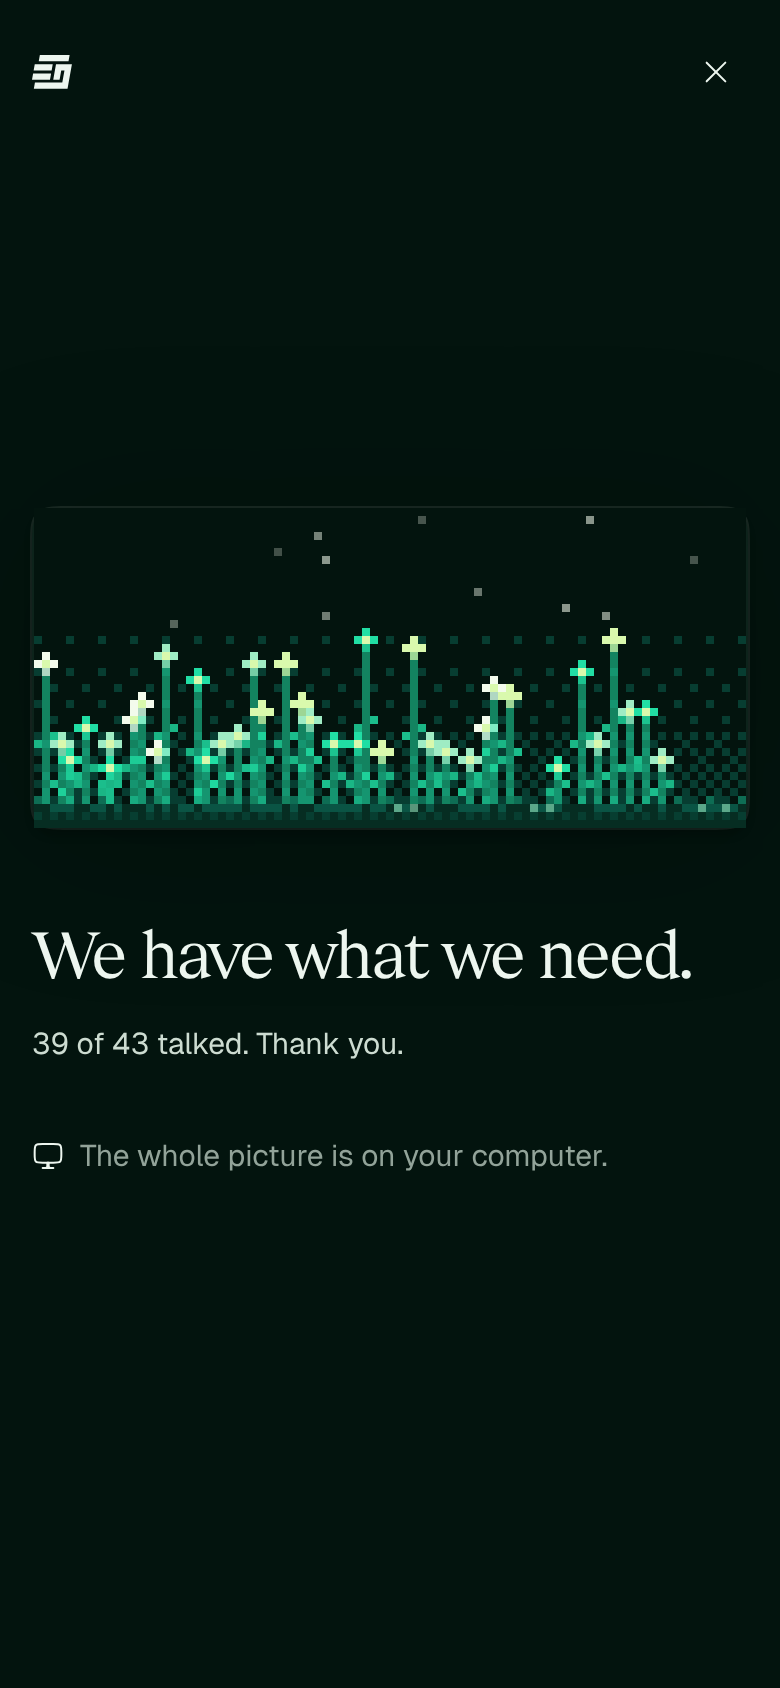 We have what we need.
39 of 43 talked. Thank you.
The whole picture is on your computer.